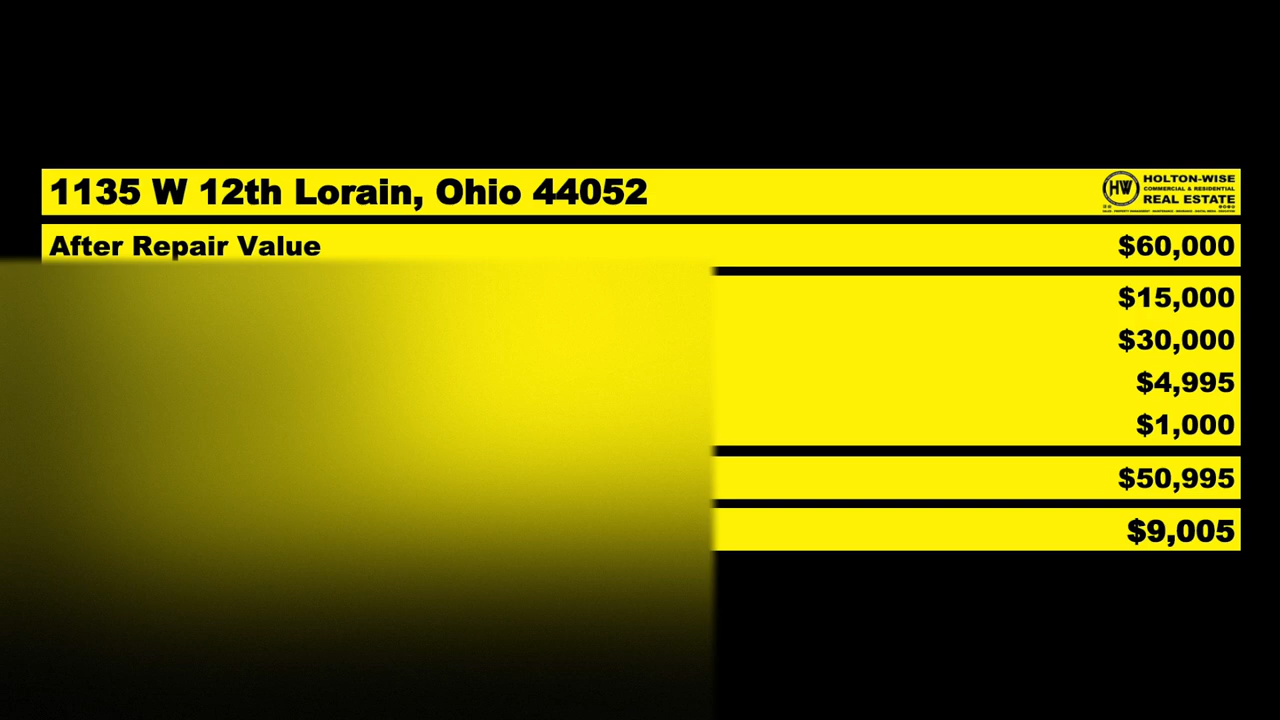 1135 W 12th Lorain, Ohio 44052
HW
HOLTON-WISE
COMMERCIAL & RESIDENTIAL
REAL ESTATE
After Repair Value $60,000
$15,000
$30,000
$4,995
$1,000
$50,995
$9,005